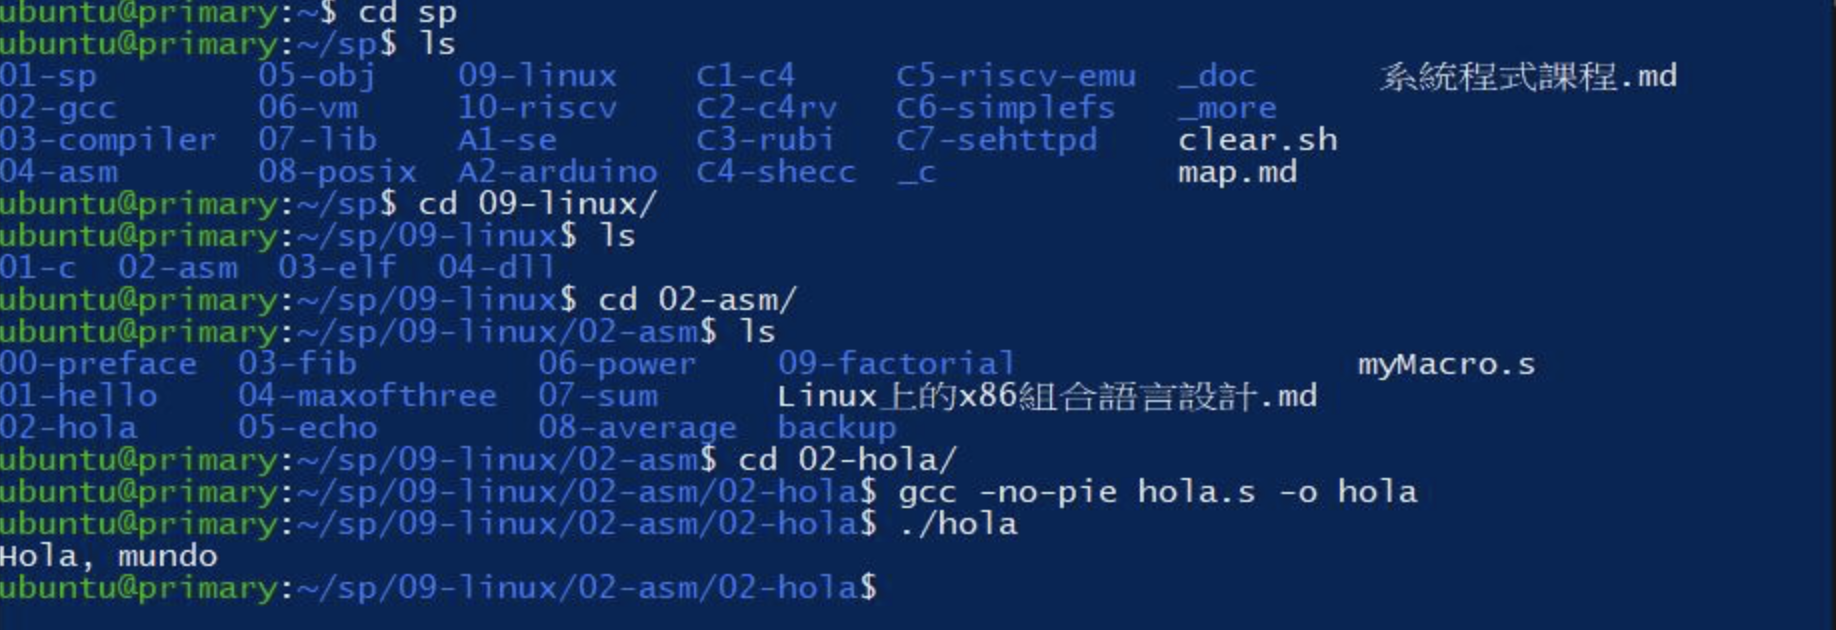 ubuntu@primary:~$ cd sp
ubuntu@primary:~/sp$ ls
01-sp 05-obj 09-linux C1-c4 C5-riscv-emu _doc 系統程式課程.md
02-gcc 06-vm 10-riscv C2-c4rv C6-simplefs _more
03-compiler 07-lib A1-se C3-rubi C7-sehttpd clear.sh
04-asm 08-posix A2-arduino C4-shecc _c map.md
ubuntu@primary:~/sp$ cd 09-linux/
ubuntu@primary:~/sp/09-linux$ ls
01-c 02-asm 03-elf 04-dll
ubuntu@primary:~/sp/09-linux$ cd 02-asm/
ubuntu@primary:~/sp/09-linux/02-asm$ ls
00-preface 03-fib 06-power 09-factorial myMacro.s
01-hello 04-maxofthree 07-sum Linux上的x86組合語言設計.md
02-hola 05-echo 08-average backup
ubuntu@primary:~/sp/09-linux/02-asm$ cd 02-hola/
ubuntu@primary:~/sp/09-linux/02-asm/02-hola$ gcc -no-pie hola.s -o hola
ubuntu@primary:~/sp/09-linux/02-asm/02-hola$ ./hola
Hola, mundo
ubuntu@primary:~/sp/09-linux/02-asm/02-hola$